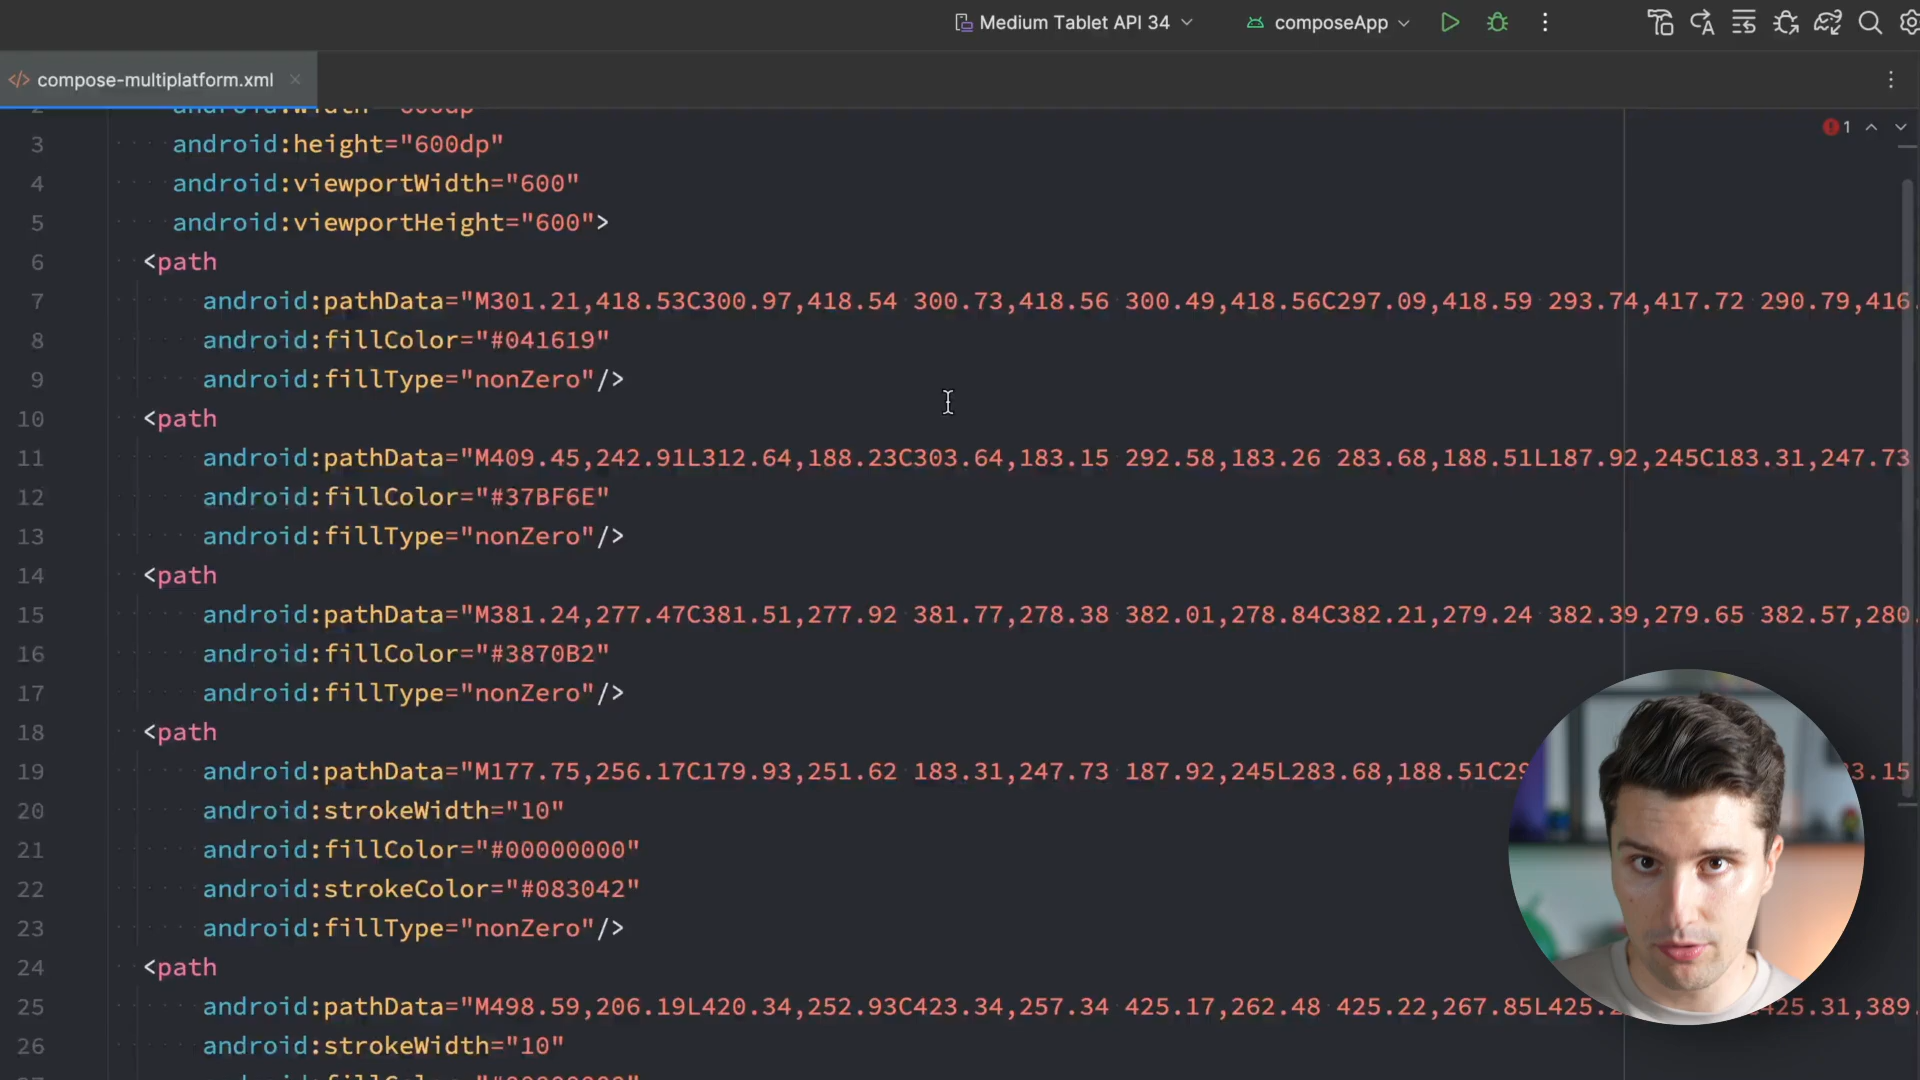 Medium Tablet API 34
composeApp
</> compose-multiplatform.xml
1
3 android:height="600dp"
4 android:viewportWidth="600"
5 android:viewportHeight="600">
6 <path
7 android:pathData="M301.21,418.53C300.97,418.54 300.73,418.56 300.49,418.56C297.09,418.59 293.74,417.72 290.79,416.
8 android:fillColor="#041619"
9 android:fillType="nonZero"/>
10 <path
11 android:pathData="M409.45,242.91L312.64,188.23C303.64,183.15 292.58,183.26 283.68,188.51L187.92,245C183.31,247.73
12 android:fillColor="#37BF6E"
13 android:fillType="nonZero"/>
14 <path
15 android:pathData="M381.24,277.47C381.51,277.92 381.77,278.38 382.01,278.84C382.21,279.24 382.39,279.65 382.57,280.
16 android:fillColor="#3870B2"
17 android:fillType="nonZero"/>
18 <path
19 android:pathData="M177.75,256.17C179.93,251.62 183.31,247.73 187.92,245L283.68,188.51C29 3.15
20 android:strokeWidth="10"
21 android:fillColor="#00000000"
22 android:strokeColor="#083042"
23 android:fillType="nonZero"/>
24 <path
25 android:pathData="M498.59,206.19L420.34,252.93C423.34,257.34 425.17,262.48 425.22,267.85L425. 425.31,389.
26 android:strokeWidth="10"